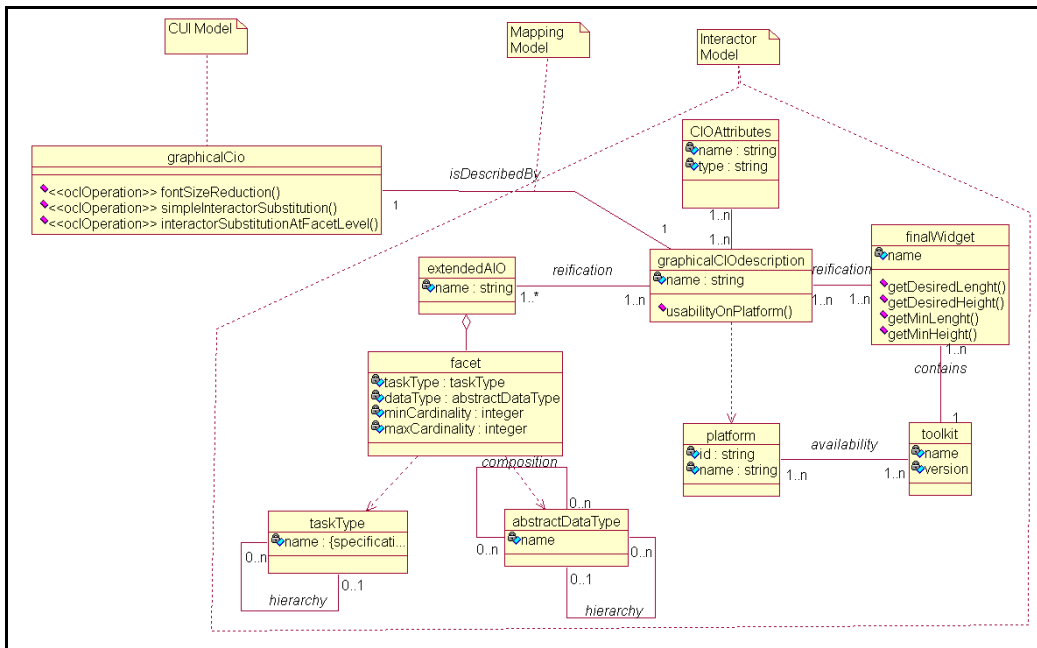 CUI Model
Mapping
Model
Interactor
Model
CIOAttributes
name : string
type : string
graphicalCio
<<oclOperation>> fontSizeReduction()
<<oclOperation>> simpleInteractorSubstitution()
<<oclOperation>> interactorSubstitutionAtFacetLevel()
isDescribedBy
1
1
1..n
1..n
graphicalCIOdescription
name : string
usabilityOnPlatform()
finalWidget
name
getDesiredLenght()
getDesiredHeight()
getMinLenght()
getMinHeight()
extendedAIO
name : string
reification
1..*
1..n
reification
1..n
1..n
1..n
contains
1
facet
taskType : taskType
dataType : abstractDataType
minCardinality : integer
maxCardinality : integer
platform
id : string
name : string
availability
1..n
1..n
toolkit
name
version
composition
0..n
0..n
taskType
name : {specificati...
0..n
0..1
hierarchy
abstractDataType
name
0..n
0..1
hierarchy